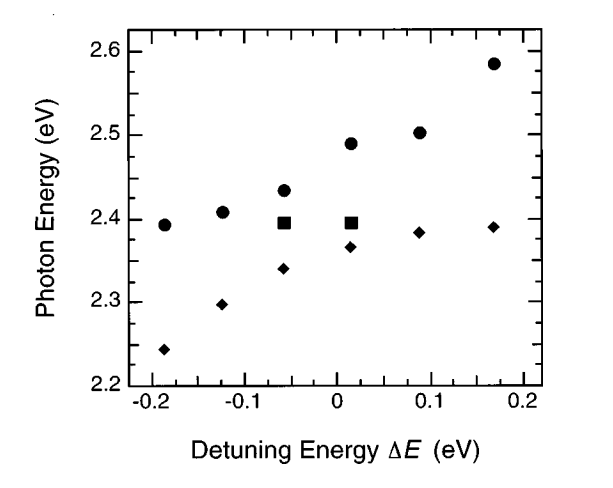 2.6
2.5
2.4
2.3
2.2
Photon Energy (eV)
-0.2 -0.1 0 0.1 0.2
Detuning Energy ΔE (eV)